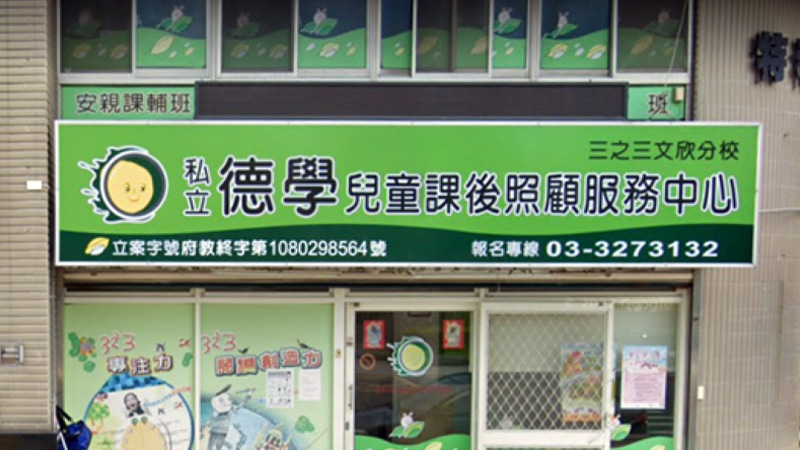 安親課輔班
班
三之三文欣分校
私立德學兒童課後照顧服務中心
立案字號府教終字第1080298564號
報名專線 03-3273132
323
專注力
323
創造力